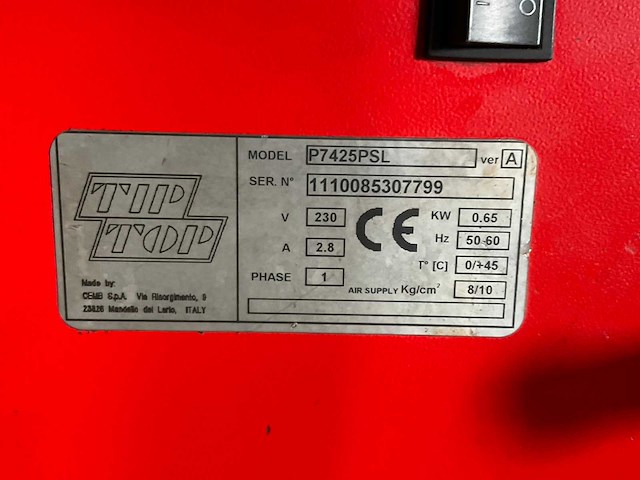 TIP
TOP
Made by:
CEMB S.p.A. Via Risorgimento, 9
23826 Mandello del Lario, ITALY
MODEL P7425PSL ver A
SER. N° 1110085307799
V 230
A 2.8
PHASE 1
CE
KW 0.65
Hz 50-60
T° [C] 0/+45
AIR SUPPLY Kg/cm² 8/10